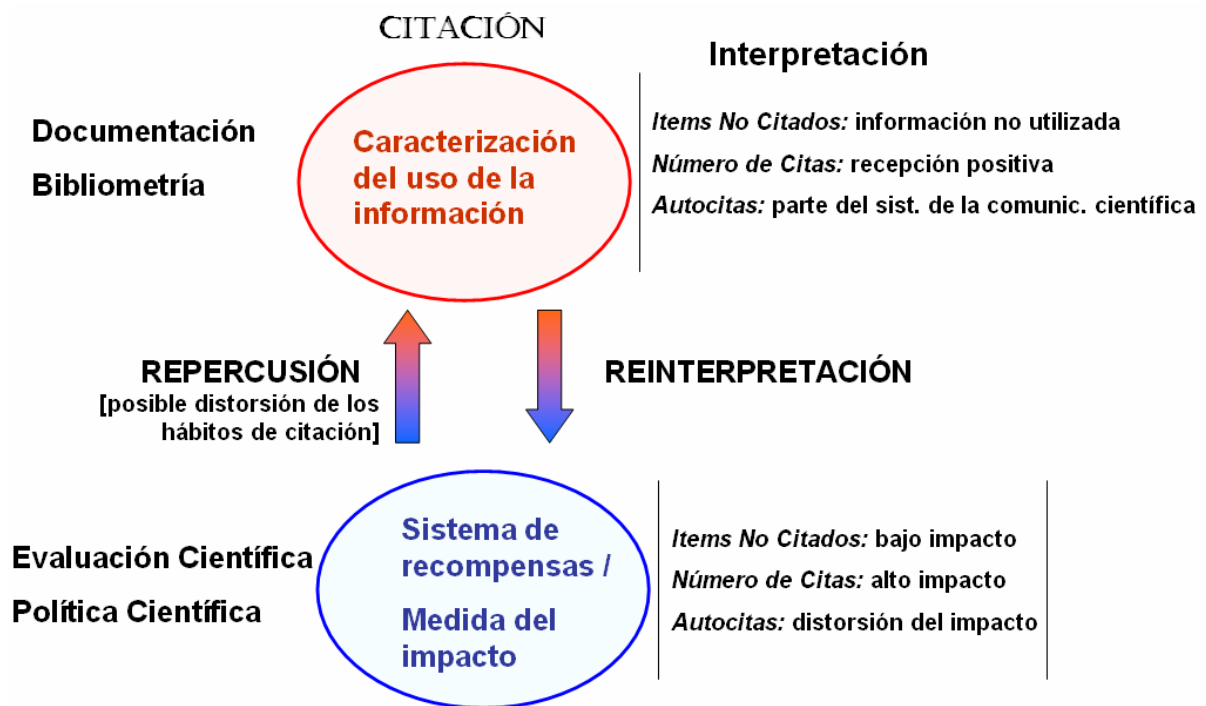 CITACIÓN
Interpretación
Documentación
Bibliometría
Caracterización
del uso de la
información
Items No Citados: información no utilizada
Número de Citas: recepción positiva
Autocitas: parte del sist. de la comunic. científica
REPERCUSIÓN
[posible distorsión de los
hábitos de citación]
REINTERPRETACIÓN
Evaluación Científica
Política Científica
Sistema de
recompensas /
Medida del
impacto
Items No Citados: bajo impacto
Número de Citas: alto impacto
Autocitas: distorsión del impacto